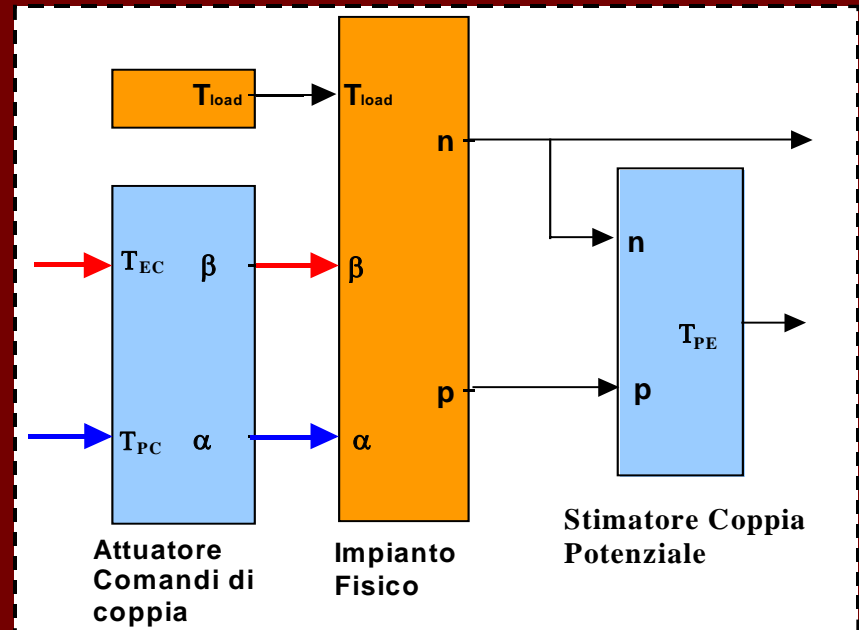 Tload
Tload
n
TEC
β
β
n
TPE
p
p
TPC
α
α
Attuatore
Comandi di
coppia
Impianto
Fisico
Stimatore Coppia
Potenziale